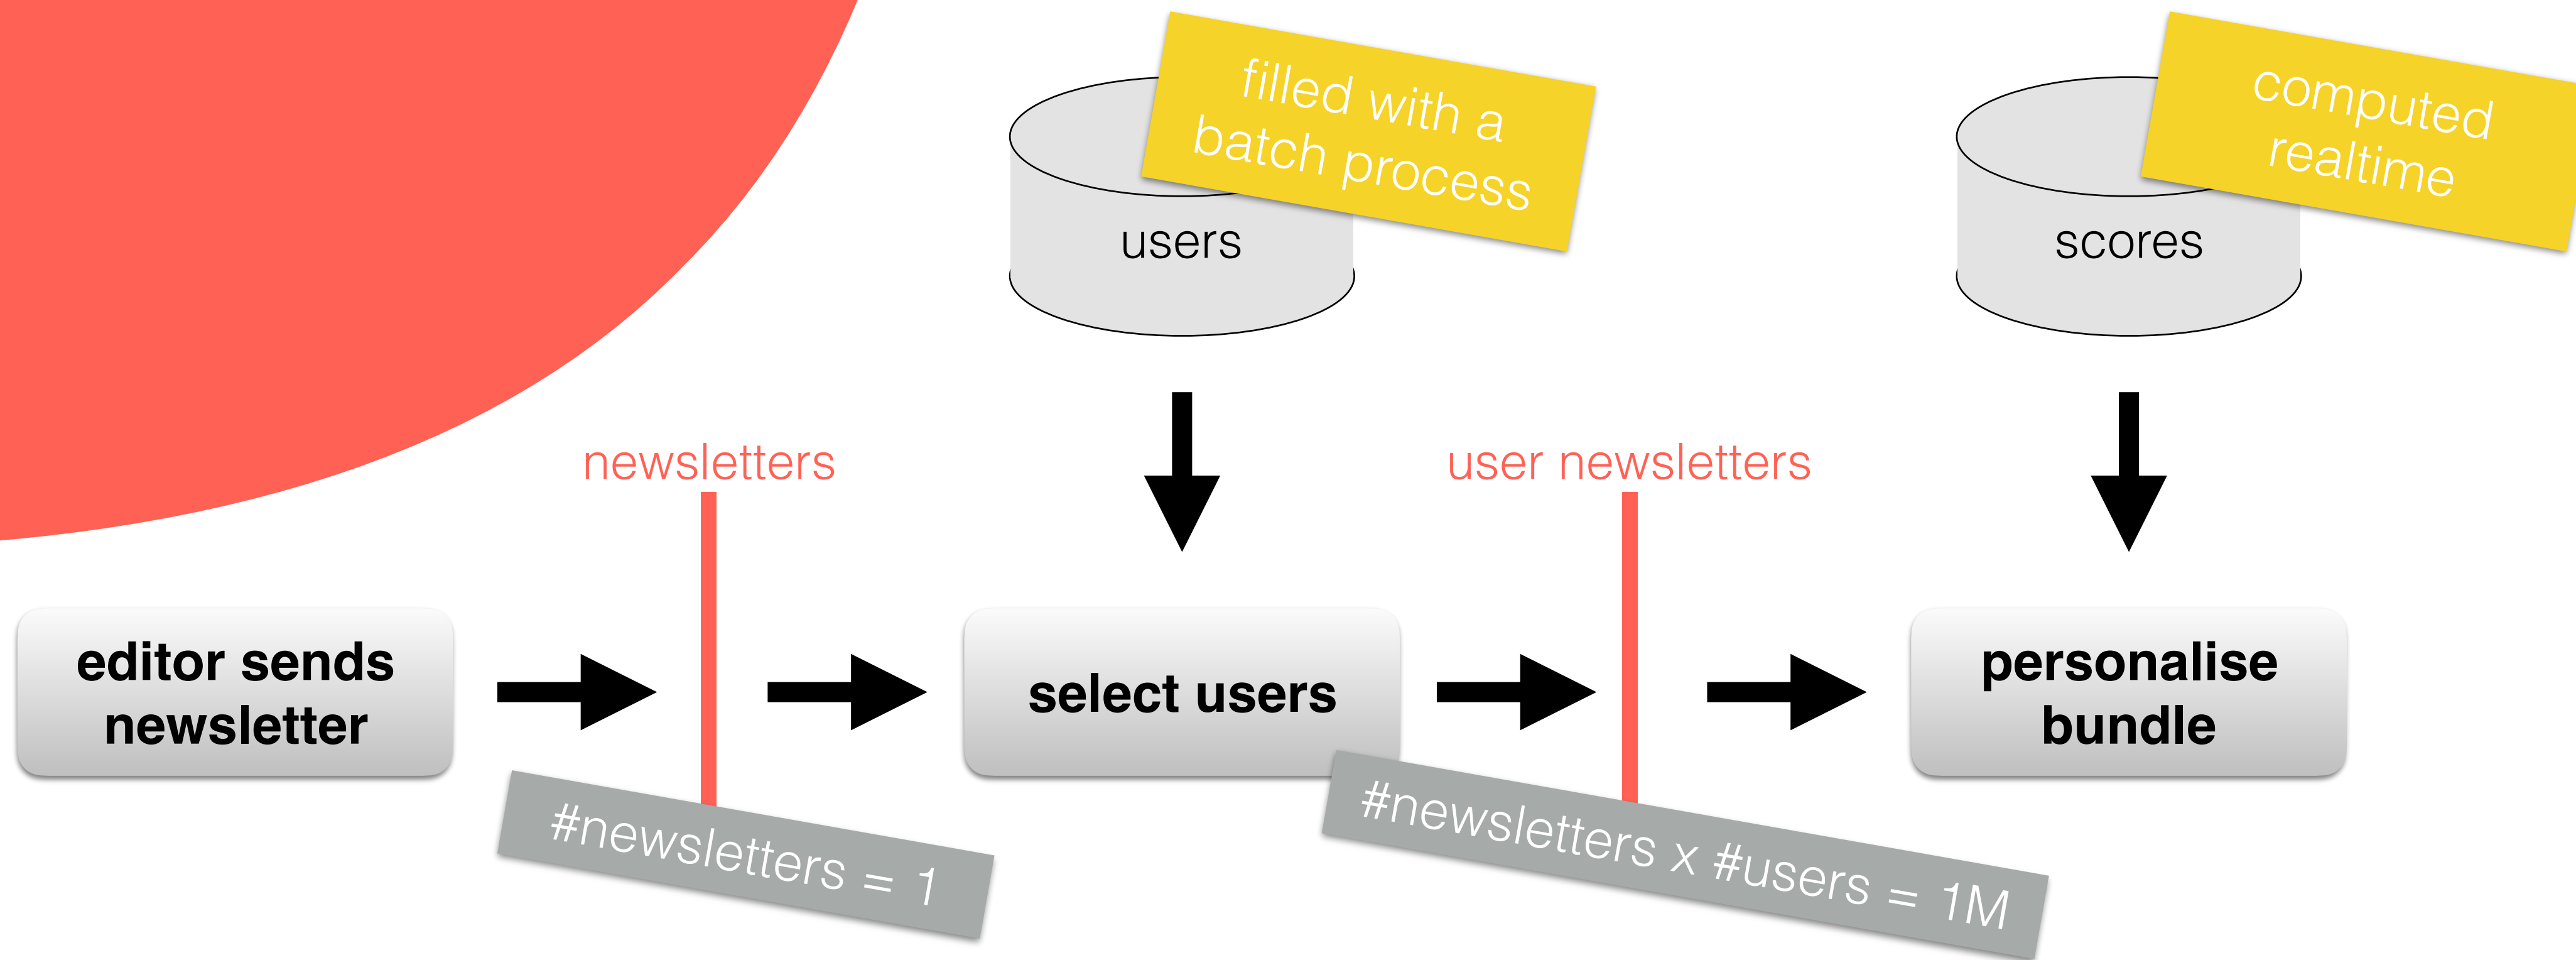 filled with a
batch process
users
computed
realtime
scores
newsletters
user newsletters
editor sends
newsletter
select users
personalise
bundle
#newsletters = 1
#newsletters x #users = 1M